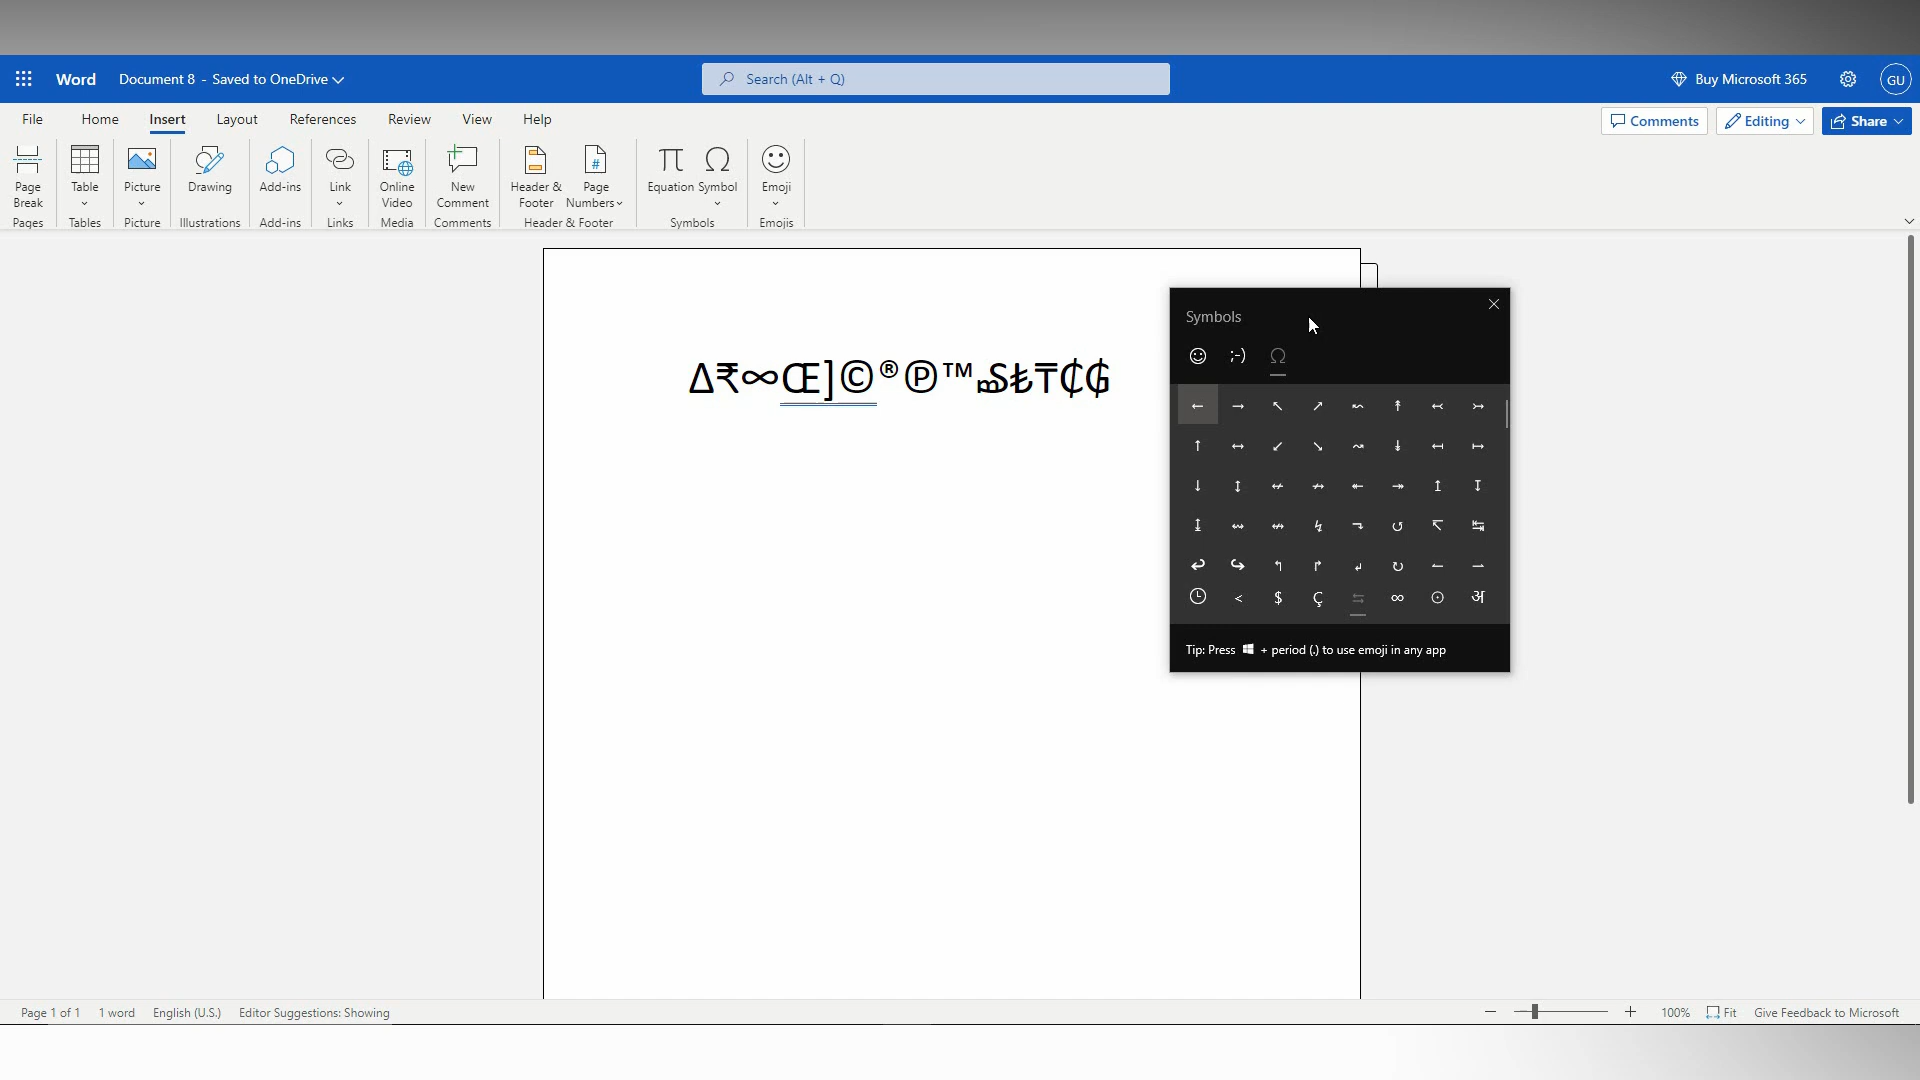 Word Document 8 - Saved to OneDrive Search (Alt + Q) Buy Microsoft 365 GU
File Home Insert Layout References Review View Help Comments Editing Share
Page Break
Table
Picture
Drawing
Add-ins
Link
Online Video
New Comment
Header & Footer
Page Numbers
Equation
Symbol
Emoji
Pages Tables Picture Illustrations Add-ins Links Media Comments Header & Footer Symbols Emojis
Symbols
;-)
Ω
← → ↖ ↗ ↜ ↟ ↢ ↣
↑ ↔ ↙ ↘ ↝ ↡ ↤ ↦
↓ ↕ ↚ ↛ ↞ ↠ ↥ ↧
↨ ↭ ↮ ↯ ↴ ↺ ↸ ↹
↩ ↪ ↰ ↱ ↲ ↻ ↼ ⇀
< $ Ç ⇆ ∞ ⊙ अ
Tip: Press + period (.) to use emoji in any app
Page 1 of 1 1 word English (U.S.) Editor Suggestions: Showing 100% Fit Give Feedback to Microsoft